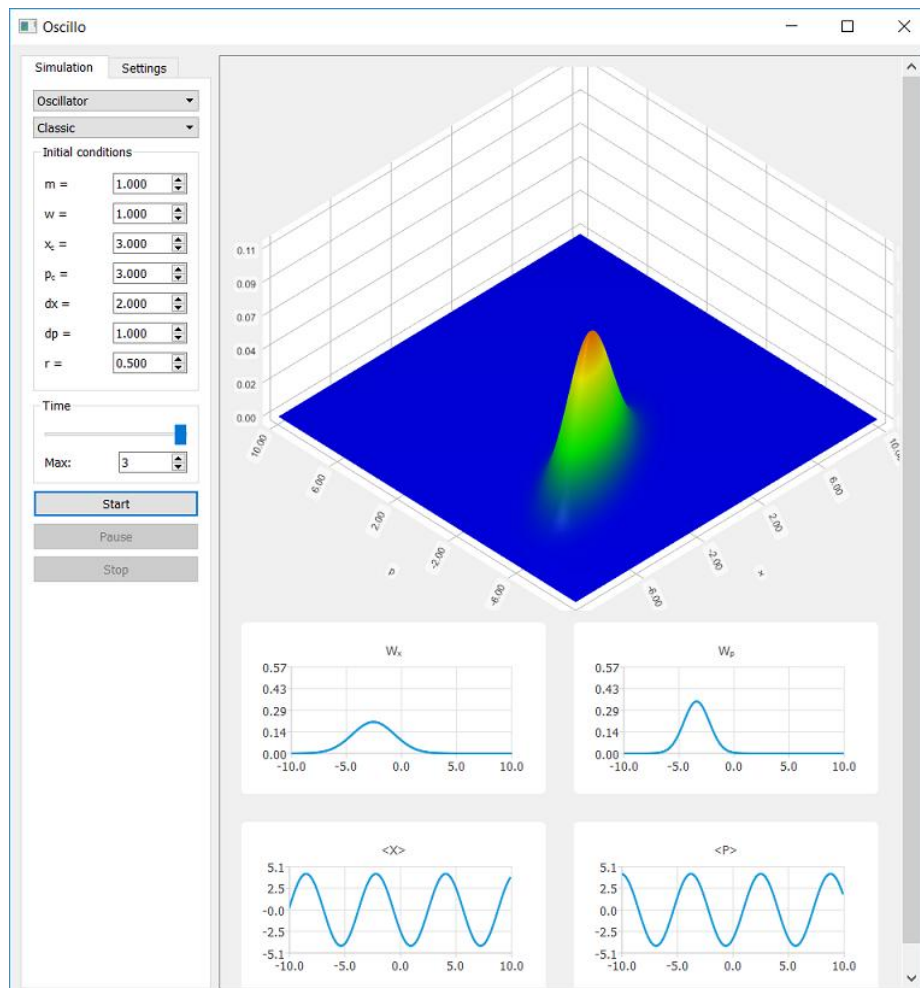 Oscillo
Simulation Settings
Oscillator
Classic
Initial conditions
m = 1.000
w = 1.000
x꜀ = 3.000
p꜀ = 3.000
dx = 2.000
dp = 1.000
r = 0.500
Time
Max: 3
Start
Pause
Stop
0.11
0.09
0.07
0.04
0.02
0.00
10.00
6.00
2.00
-2.00
-6.00
p
10.00
6.00
2.00
-2.00
-6.00
x
Wₓ
0.57
0.43
0.29
0.14
0.00
-10.0 -5.0 0.0 5.0 10.0
Wₚ
0.57
0.43
0.29
0.14
0.00
-10.0 -5.0 0.0 5.0 10.0
<X>
5.1
2.5
-0.0
-2.5
-5.1
-10.0 -5.0 0.0 5.0 10.0
<P>
5.1
2.5
-0.0
-2.5
-5.1
-10.0 -5.0 0.0 5.0 10.0